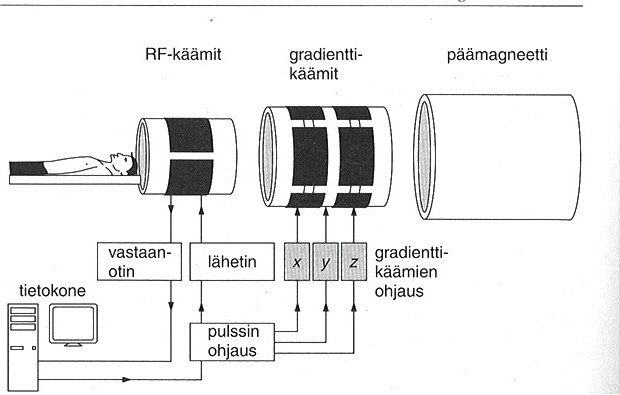 RF-käämit
gradientti-
käämit
päämagneetti
vastaan-
otin
lähetin
x
y
z
gradientti-
käämien
ohjaus
tietokone
pulssin
ohjaus